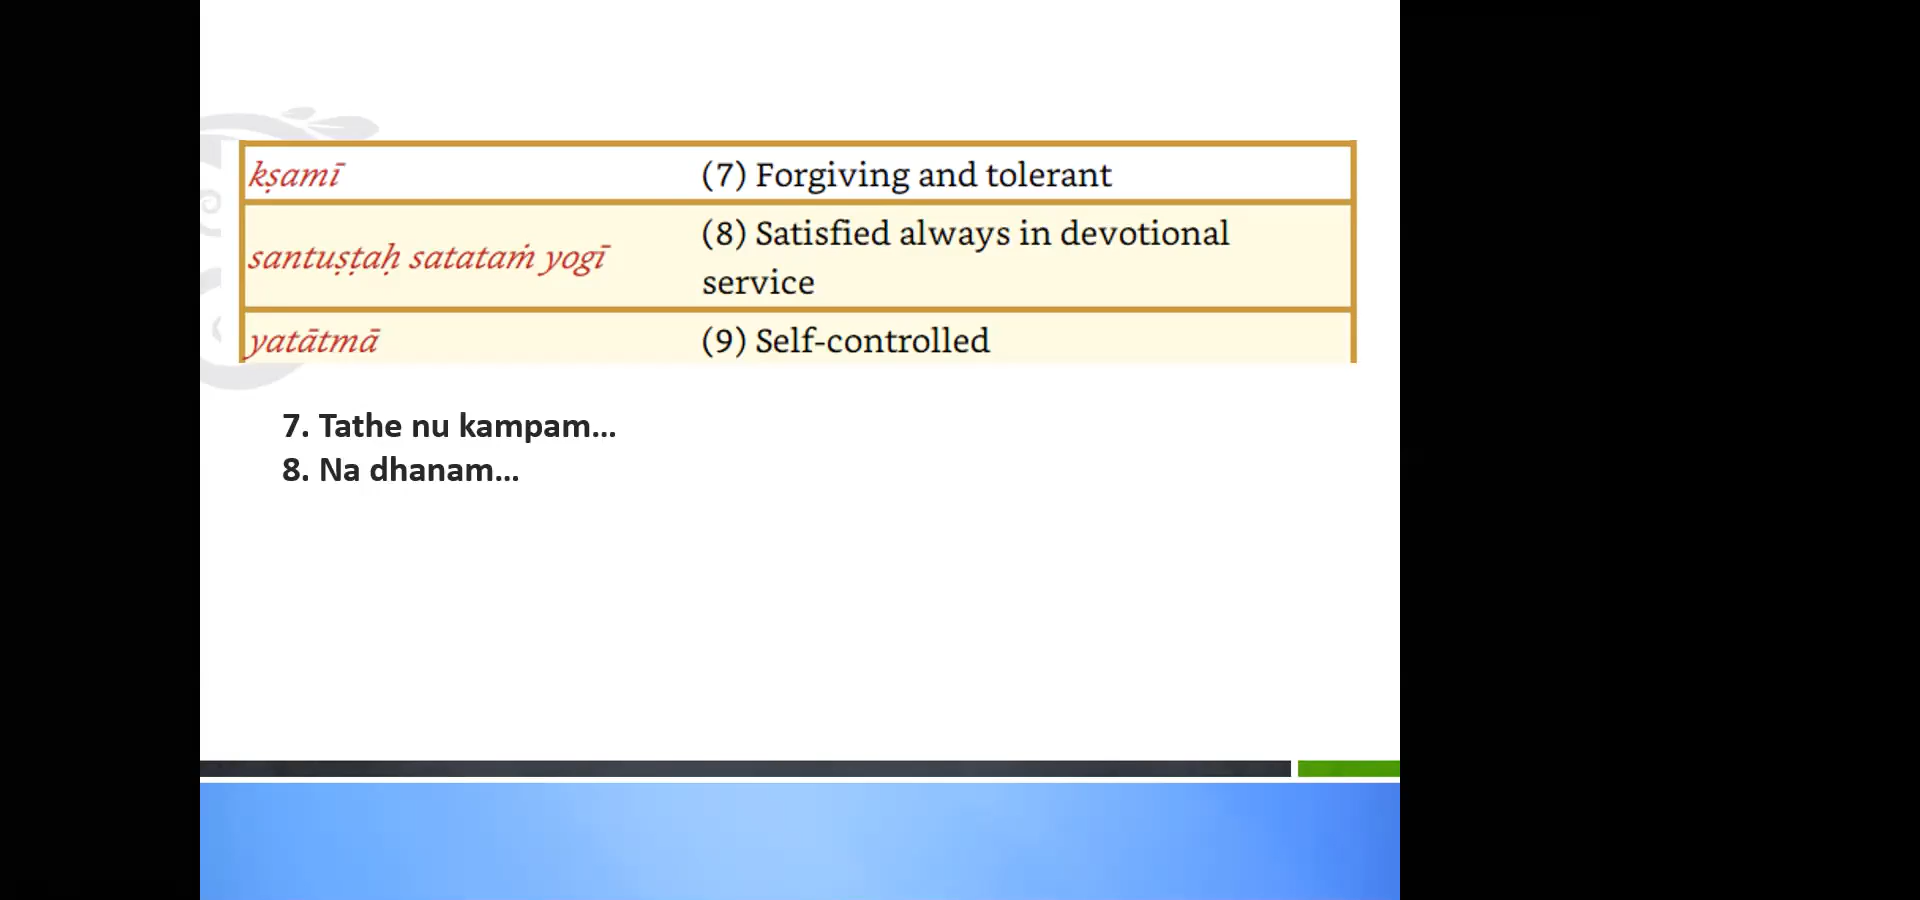 kṣamī (7) Forgiving and tolerant
santuṣṭaḥ satataṁ yogī (8) Satisfied always in devotional
service
yatātmā (9) Self-controlled
7. Tathe nu kampam...
8. Na dhanam...